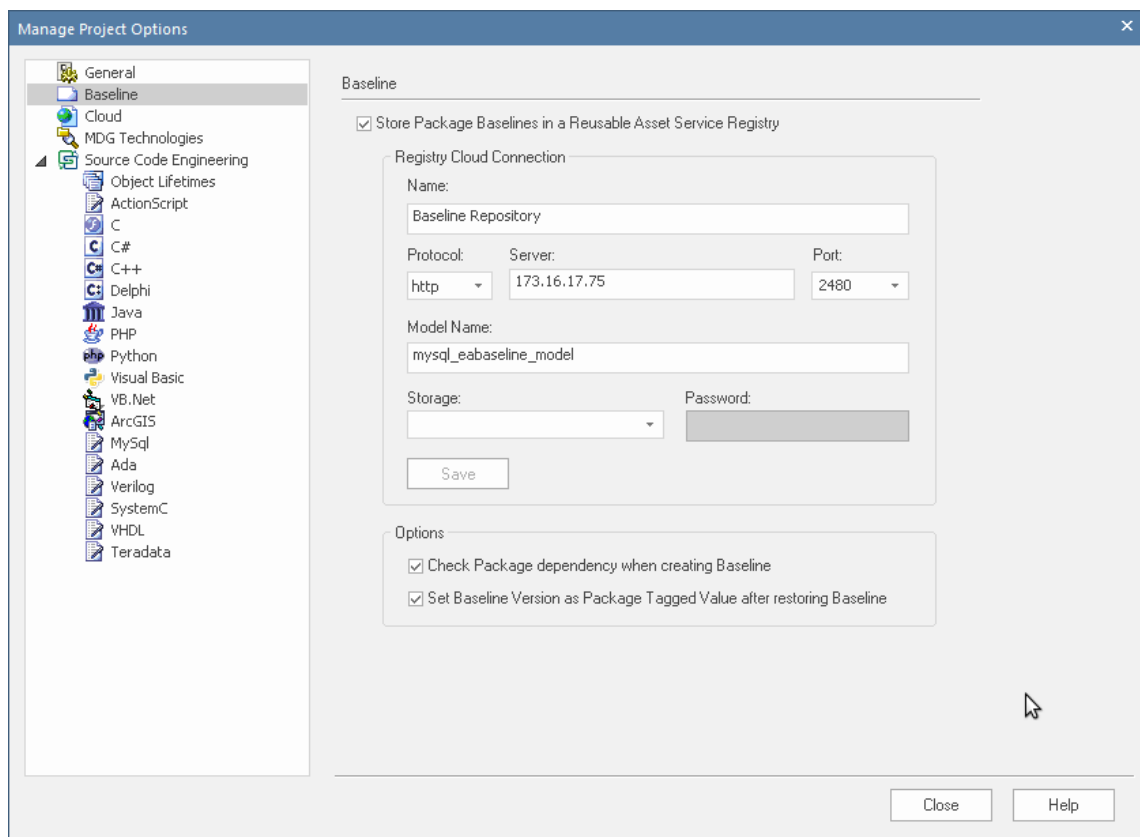 Manage Project Options
General
Baseline
Cloud
MDG Technologies
Source Code Engineering
Object Lifetimes
ActionScript
C
C#
C++
Delphi
Java
PHP
Python
Visual Basic
VB.Net
ArcGIS
MySql
Ada
Verilog
SystemC
VHDL
Teradata
Baseline
Store Package Baselines in a Reusable Asset Service Registry
Registry Cloud Connection
Name:
Baseline Repository
Protocol: Server: Port:
http 173.16.17.75 2480
Model Name:
mysql_eabaseline_model
Storage: Password:
Save
Options
Check Package dependency when creating Baseline
Set Baseline Version as Package Tagged Value after restoring Baseline
Close Help